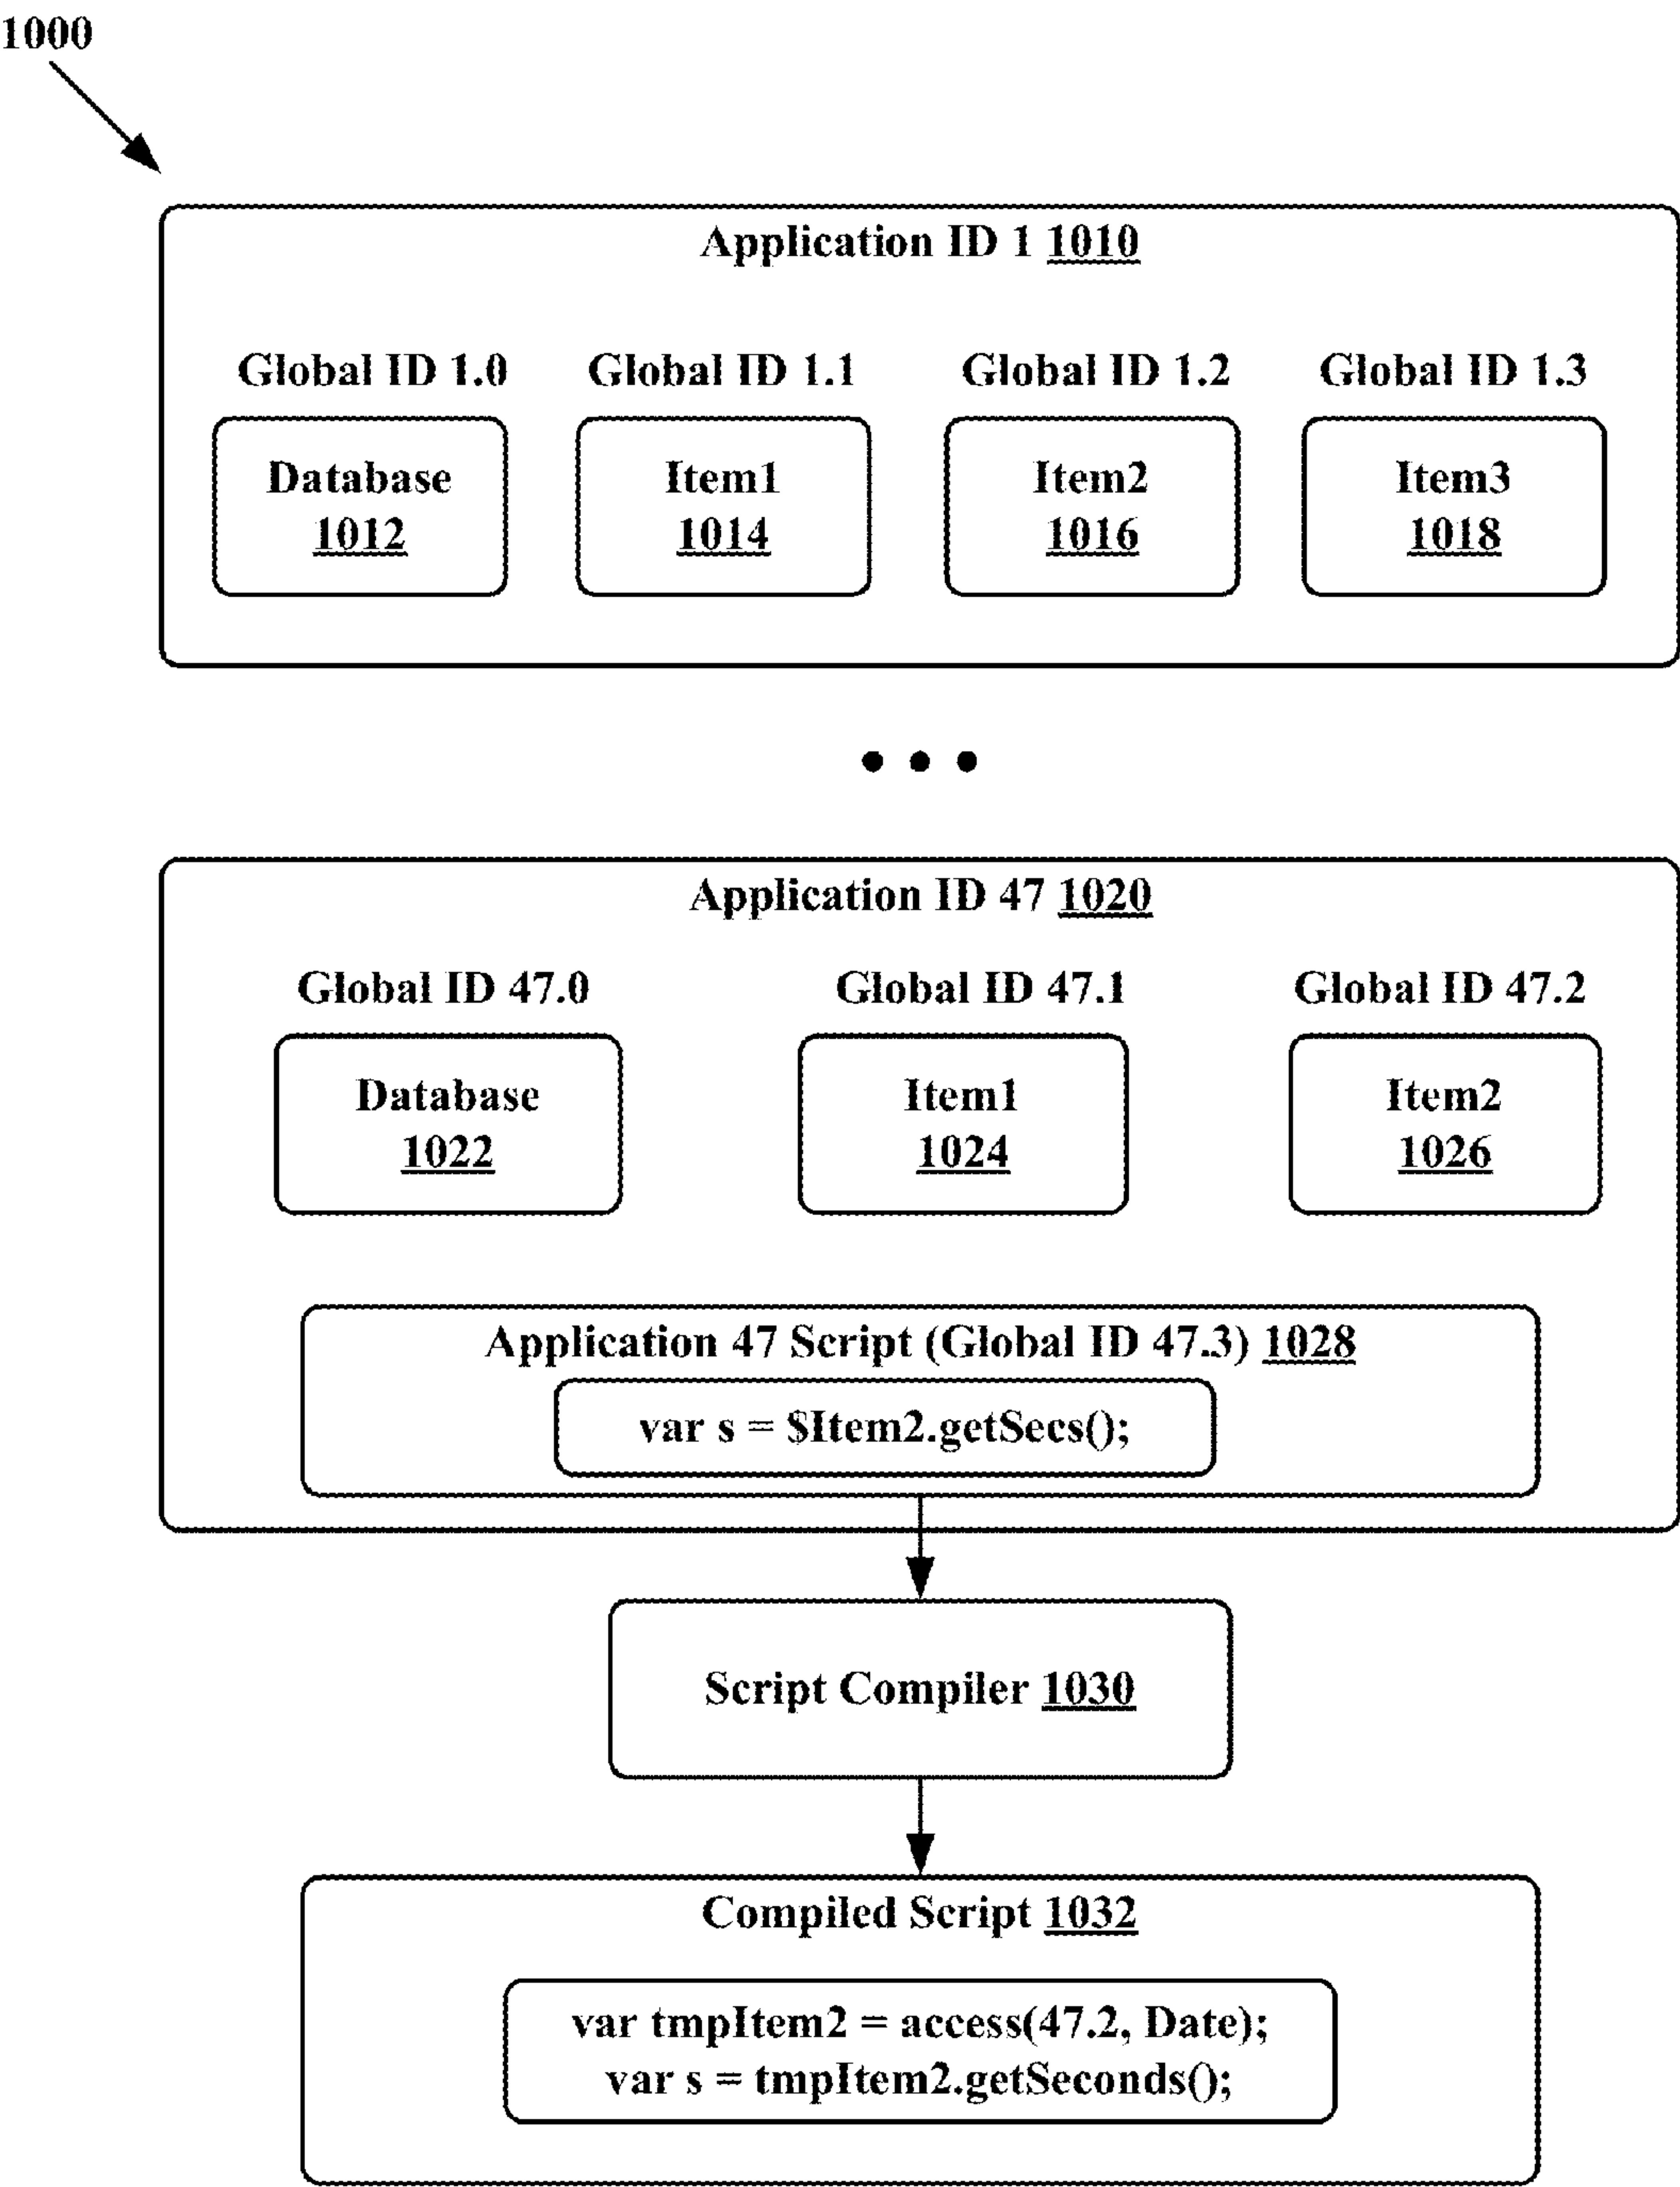 1000
Application ID 1 1010
Global ID 1.0 Global ID 1.1 Global ID 1.2 Global ID 1.3
Database Item1 Item2 Item3
1012 1014 1016 1018
Application ID 47 1020
Global ID 47.0 Global ID 47.1 Global ID 47.2
Database Item1 Item2
1022 1024 1026
Application 47 Script (Global ID 47.3) 1028
var s = $Item2.getSecs();
Script Compiler 1030
Compiled Script 1032
var tmpItem2 = access(47.2, Date);
var s = tmpItem2.getSeconds();